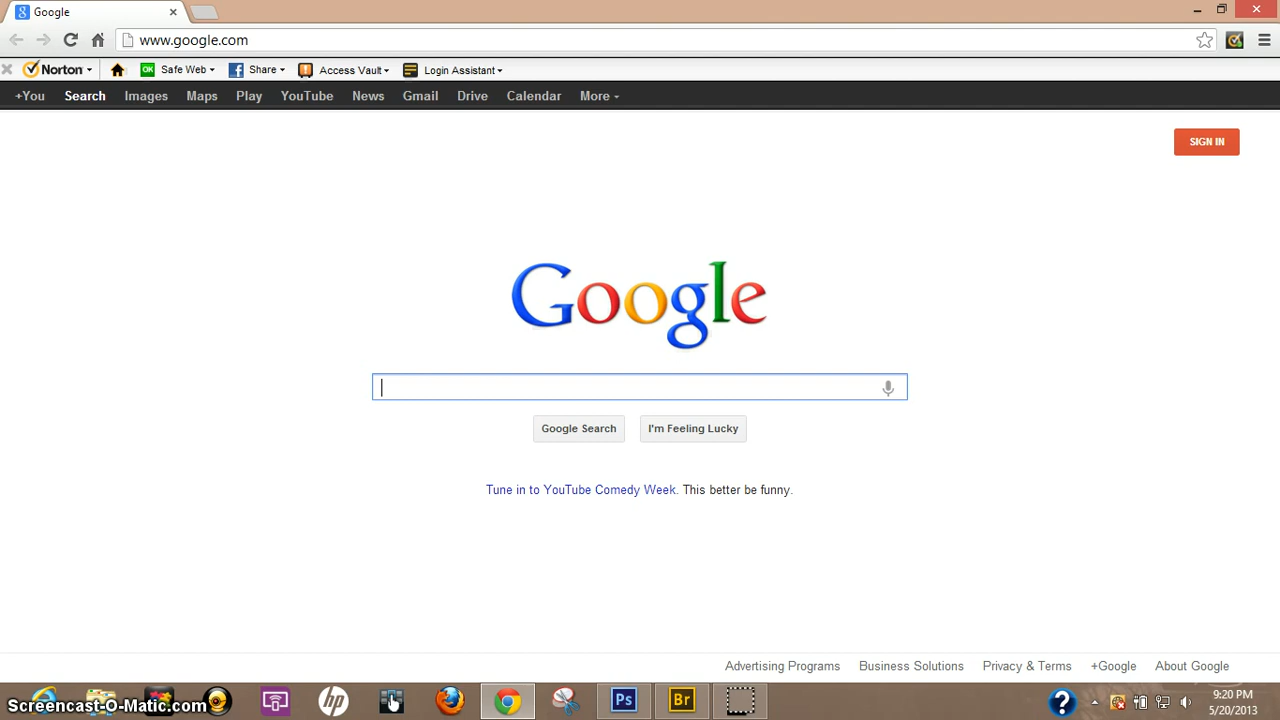 Google
www.google.com
Norton Safe Web Share Access Vault Login Assistant
+You Search Images Maps Play YouTube News Gmail Drive Calendar More
SIGN IN
Google
Google Search I'm Feeling Lucky
Tune in to YouTube Comedy Week. This better be funny.
Advertising Programs Business Solutions Privacy & Terms +Google About Google
Screencast-O-Matic.com
hp
Ps
Br
?
9:20 PM
5/20/2013